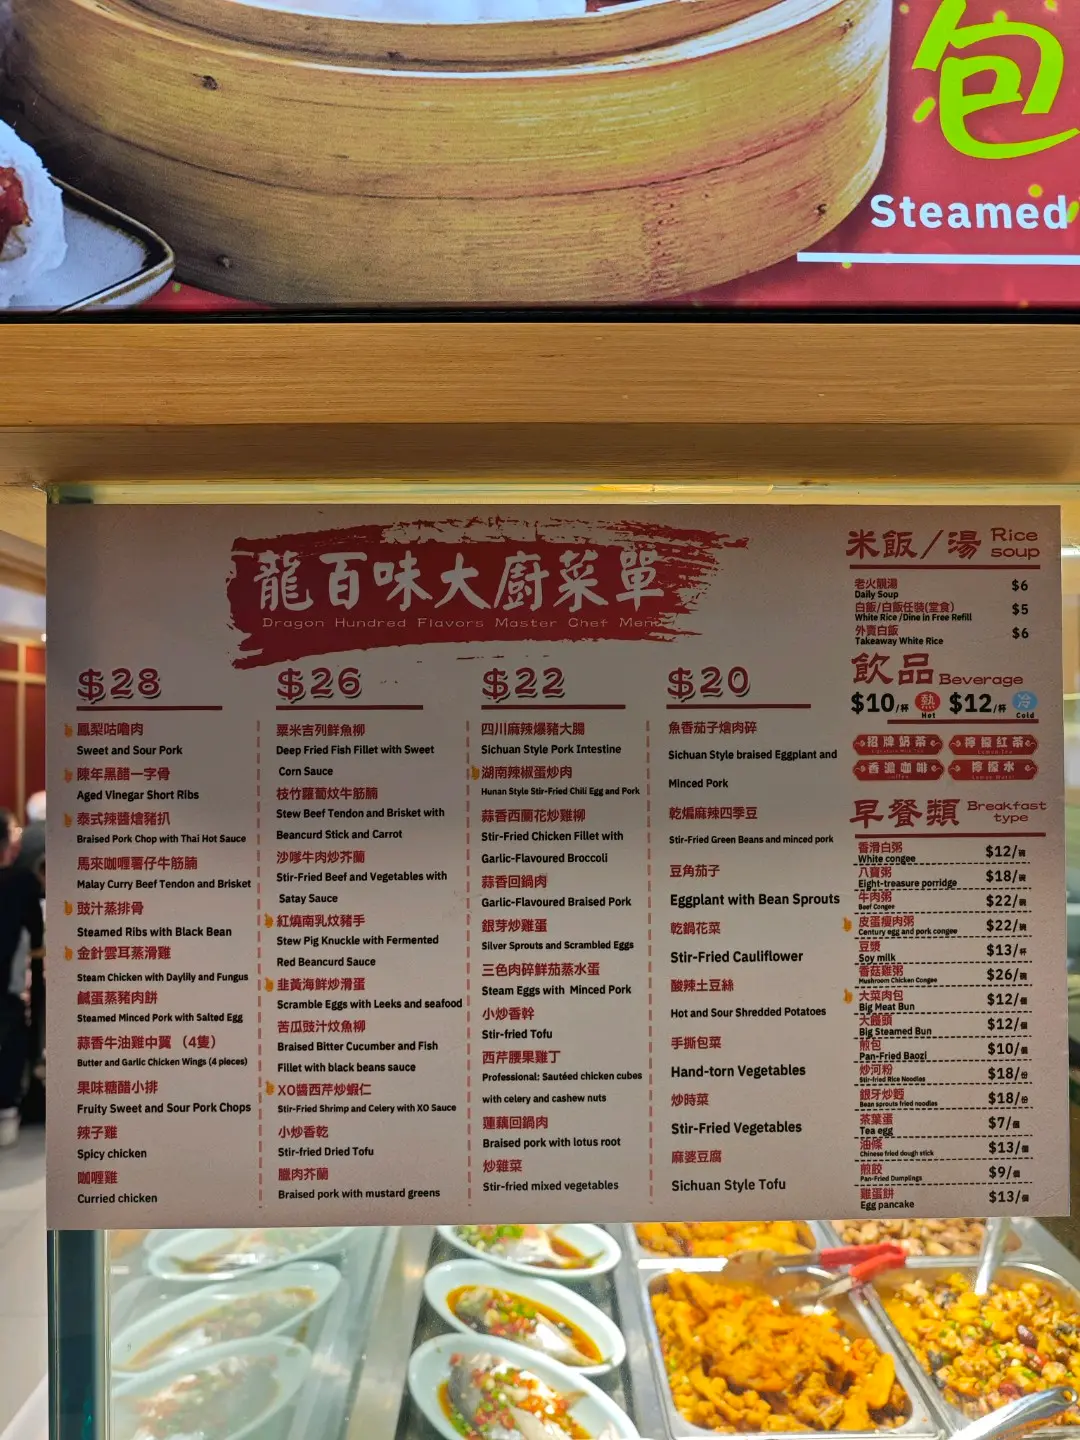 包
Steamed
龍百味大廚菜單
Dragon Hundred Flavors Master Chef Menu
$28
鳳梨咕嚕肉
Sweet and Sour Pork
陳年黑醋一字骨
Aged Vinegar Short Ribs
泰式辣醬燴豬扒
Braised Pork Chop with Thai Hot Sauce
馬來咖喱薯仔牛筋腩
Malay Curry Beef Tendon and Brisket
豉汁蒸排骨
Steamed Ribs with Black Bean
金針雲耳蒸滑雞
Steam Chicken with Daylily and Fungus
鹹蛋蒸豬肉餅
Steamed Minced Pork with Salted Egg
蒜香牛油雞中翼（4隻）
Butter and Garlic Chicken Wings (4 pieces)
果味糖醋小排
Fruity Sweet and Sour Pork Chops
辣子雞
Spicy chicken
咖喱雞
Curried chicken
$26
粟米吉列鮮魚柳
Deep Fried Fish Fillet with Sweet
Corn Sauce
枝竹蘿蔔炆牛筋腩
Stew Beef Tendon and Brisket with
Beancurd Stick and Carrot
沙嗲牛肉炒芥蘭
Stir-Fried Beef and Vegetables with
Satay Sauce
紅燒南乳炆豬手
Stew Pig Knuckle with Fermented
Red Beancurd Sauce
韭黃海鮮炒滑蛋
Scramble Eggs with Leeks and seafood
苦瓜豉汁炆魚柳
Braised Bitter Cucumber and Fish
Fillet with black beans sauce
XO醬西芹炒蝦仁
Stir-Fried Shrimp and Celery with XO Sauce
小炒香乾
Stir-fried Dried Tofu
臘肉芥蘭
Braised pork with mustard greens
$22
四川麻辣爆豬大腸
Sichuan Style Pork Intestine
湖南辣椒蛋炒肉
Hunan Style Stir-Fried Chili Egg and Pork
蒜香西蘭花炒雞柳
Stir-Fried Chicken Fillet with
Garlic-Flavoured Broccoli
蒜香回鍋肉
Garlic-Flavoured Braised Pork
銀芽炒雞蛋
Silver Sprouts and Scrambled Eggs
三色肉碎鮮茄蒸水蛋
Steam Eggs with Minced Pork
小炒香幹
Stir-fried Tofu
西芹腰果雞丁
Professional: Sautéed chicken cubes
with celery and cashew nuts
蓮藕回鍋肉
Braised pork with lotus root
炒雜菜
Stir-fried mixed vegetables
$20
魚香茄子燴肉碎
Sichuan Style braised Eggplant and
Minced Pork
乾煸麻辣四季豆
Stir-Fried Green Beans and minced pork
豆角茄子
Eggplant with Bean Sprouts
乾鍋花菜
Stir-Fried Cauliflower
酸辣土豆絲
Hot and Sour Shredded Potatoes
手撕包菜
Hand-torn Vegetables
炒時菜
Stir-Fried Vegetables
麻婆豆腐
Sichuan Style Tofu
米飯/湯 Rice soup
老火靚湯 $6
Daily Soup
白飯/白飯任裝(堂食) $5
White Rice /Dine in Free Refill
外賣白飯 $6
Takeaway White Rice
飲品 Beverage
$10/杯 熱 Hot $12/杯 冷 Cold
招牌奶茶 檸檬紅茶
Lemon Tea
香濃咖啡 檸檬水
早餐類 Breakfast type
香滑白粥 $12/碗
White congee
八寶粥 $18/碗
Eight-treasure porridge
牛肉粥 $22/碗
Beef Congee
皮蛋瘦肉粥 $22/碗
Century egg and pork congee
豆漿 $13/杯
Soy milk
香菇雞粥 $26/碗
Mushroom Chicken Congee
大菜肉包 $12/個
Big Meat Bun
大饅頭 $12/個
Big Steamed Bun
煎包 $10/個
Pan-Fried Baozi
炒河粉 $18/份
Stir-fried Rice Noodles
銀牙炒麵 $18/份
Bean sprouts fried noodles
茶葉蛋 $7/個
Tea egg
油條 $13/個
Chinese fried dough stick
煎餃 $9/個
Pan-Fried Dumplings
雞蛋餅 $13/個
Egg pancake